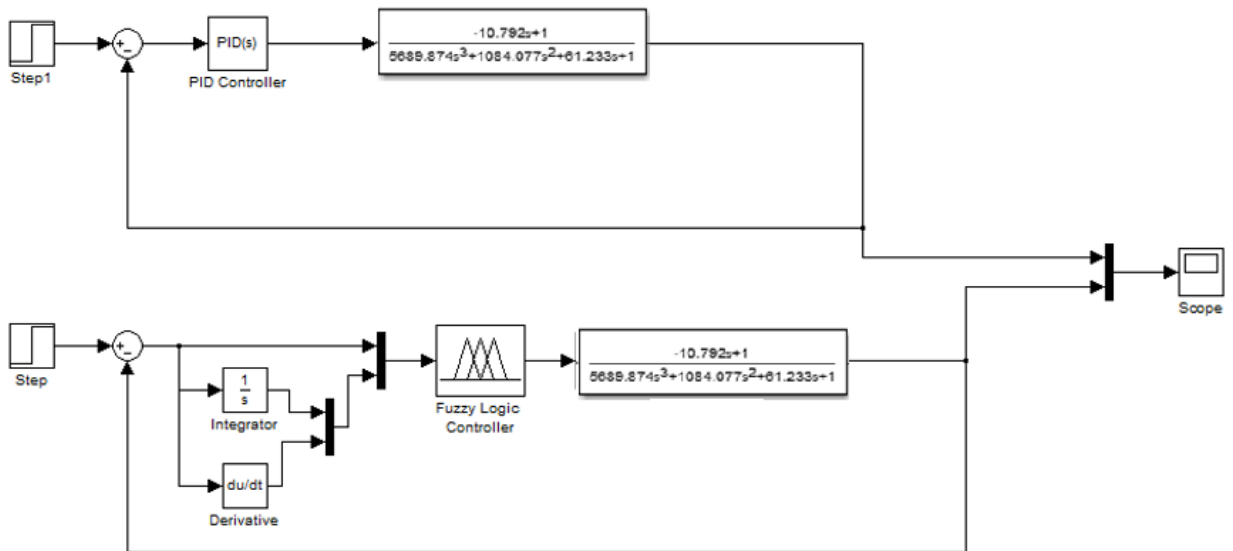 Step1
+
-
PID(s)
PID Controller
-10.792s+1
5689.874s³+1084.077s²+61.233s+1
Scope
Step
+
-
1
s
Integrator
du/dt
Derivative
Fuzzy Logic
Controller
-10.792s+1
5689.874s³+1084.077s²+61.233s+1